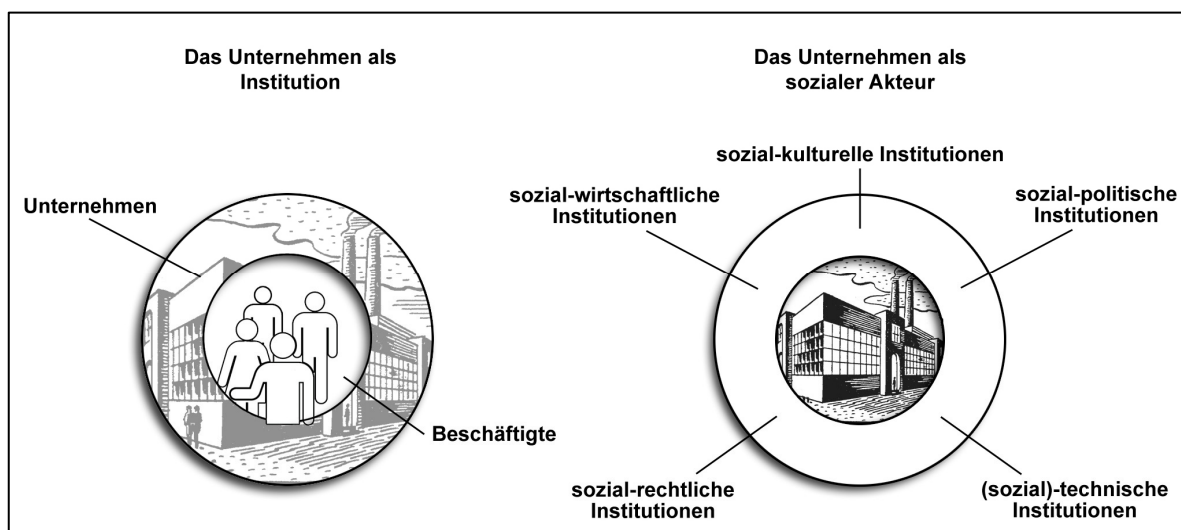 Das Unternehmen als
Institution
Unternehmen
Beschäftigte
Das Unternehmen als
sozialer Akteur
sozial-kulturelle Institutionen
sozial-wirtschaftliche
Institutionen
sozial-politische
Institutionen
sozial-rechtliche
Institutionen
(sozial)-technische
Institutionen